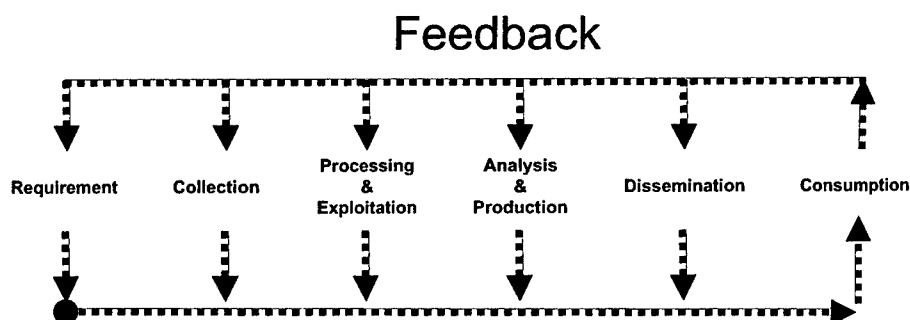 Feedback
Requirement
Collection
Processing
&
Exploitation
Analysis
&
Production
Dissemination
Consumption